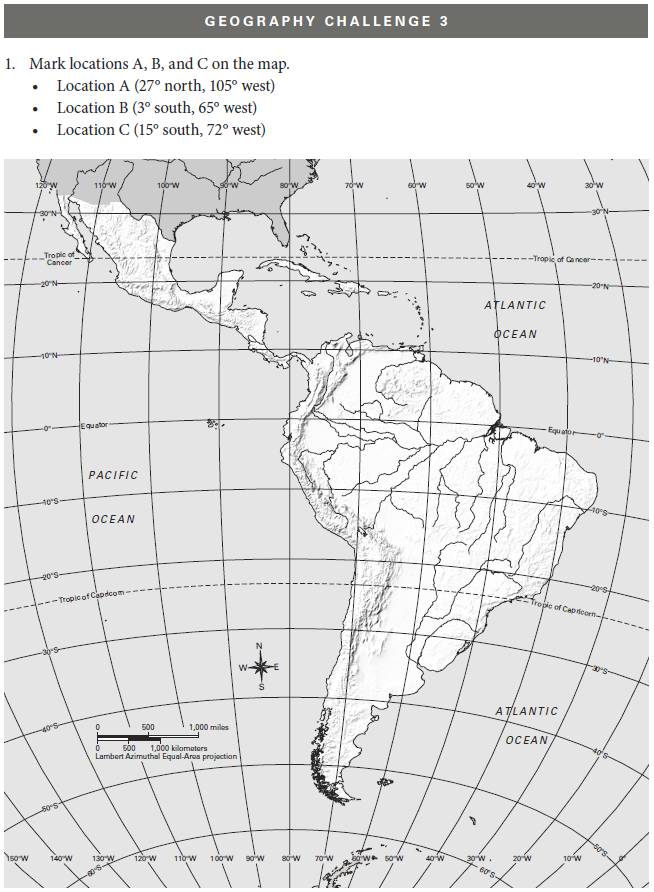 GEOGRAPHY CHALLENGE 3
1. Mark locations A, B, and C on the map.
• Location A (27° north, 105° west)
• Location B (3° south, 65° west)
• Location C (15° south, 72° west)
120°W 110°W 100°W 90°W 80°W 70°W 60°W 50°W 40°W 30°W
30°N 30°N
Tropic of
Cancer
Tropic of Cancer
20°N 20°N
ATLANTIC
OCEAN
10°N 10°N
0° Equator Equator 0°
PACIFIC
OCEAN
10°S 10°S
20°S 20°S
Tropic of Capricorn Tropic of Capricorn
30°S 30°S
N
W E
S
ATLANTIC
OCEAN
40°S 40°S
0 500 1,000 miles
0 500 1,000 kilometers
Lambert Azimuthal Equal-Area projection
50°S 50°S
150°W 140°W 130°W 120°W 110°W 100°W 90°W 80°W 70°W 60°W 50°W 40°W 30°W 20°W 10°W 0°
60°S 60°S